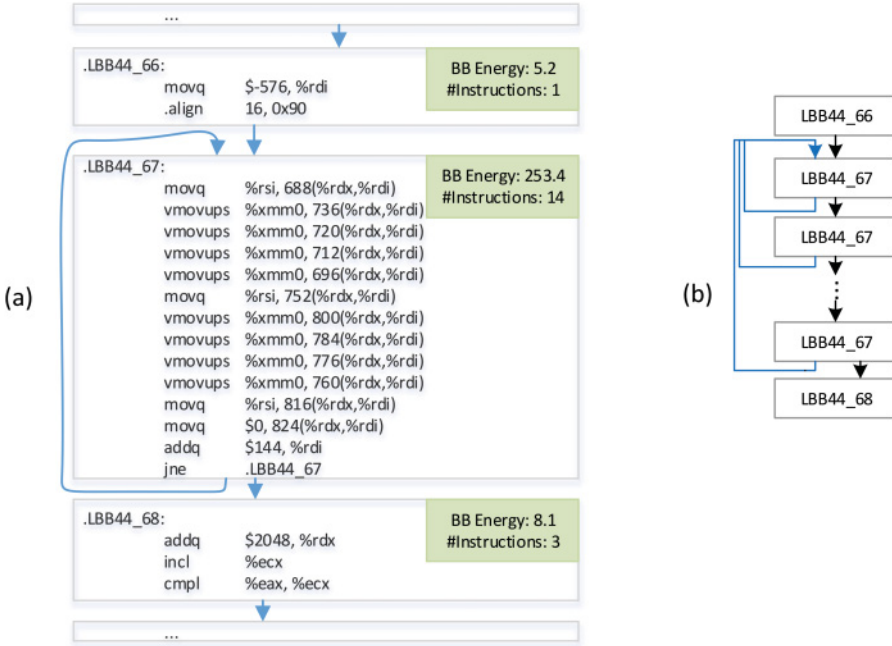 ...
.LBB44_66:
movq $-576, %rdi
.align 16, 0x90
BB Energy: 5.2
#Instructions: 1
.LBB44_67:
movq %rsi, 688(%rdx,%rdi)
vmovups %xmm0, 736(%rdx,%rdi)
vmovups %xmm0, 720(%rdx,%rdi)
vmovups %xmm0, 712(%rdx,%rdi)
vmovups %xmm0, 696(%rdx,%rdi)
movq %rsi, 752(%rdx,%rdi)
vmovups %xmm0, 800(%rdx,%rdi)
vmovups %xmm0, 784(%rdx,%rdi)
vmovups %xmm0, 776(%rdx,%rdi)
vmovups %xmm0, 760(%rdx,%rdi)
movq %rsi, 816(%rdx,%rdi)
movq $0, 824(%rdx,%rdi)
addq $144, %rdi
jne .LBB44_67
BB Energy: 253.4
#Instructions: 14
.LBB44_68:
addq $2048, %rdx
incl %ecx
cmpl %eax, %ecx
BB Energy: 8.1
#Instructions: 3
...
(a)
LBB44_66
LBB44_67
LBB44_67
LBB44_67
LBB44_68
(b)